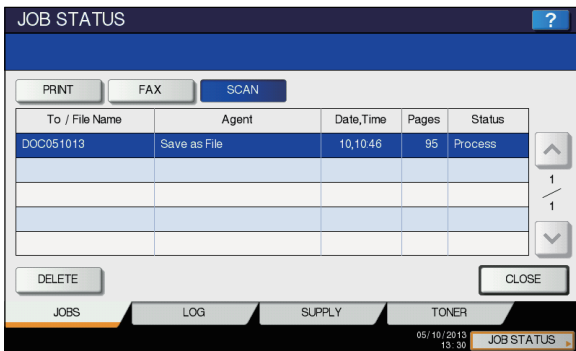 JOB STATUS ?
PRINT FAX SCAN
To / File Name Agent Date,Time Pages Status
DOC051013 Save as File 10,10:46 95 Process
1
1
DELETE CLOSE
JOBS LOG SUPPLY TONER
05/10/2013
13:30
JOB STATUS